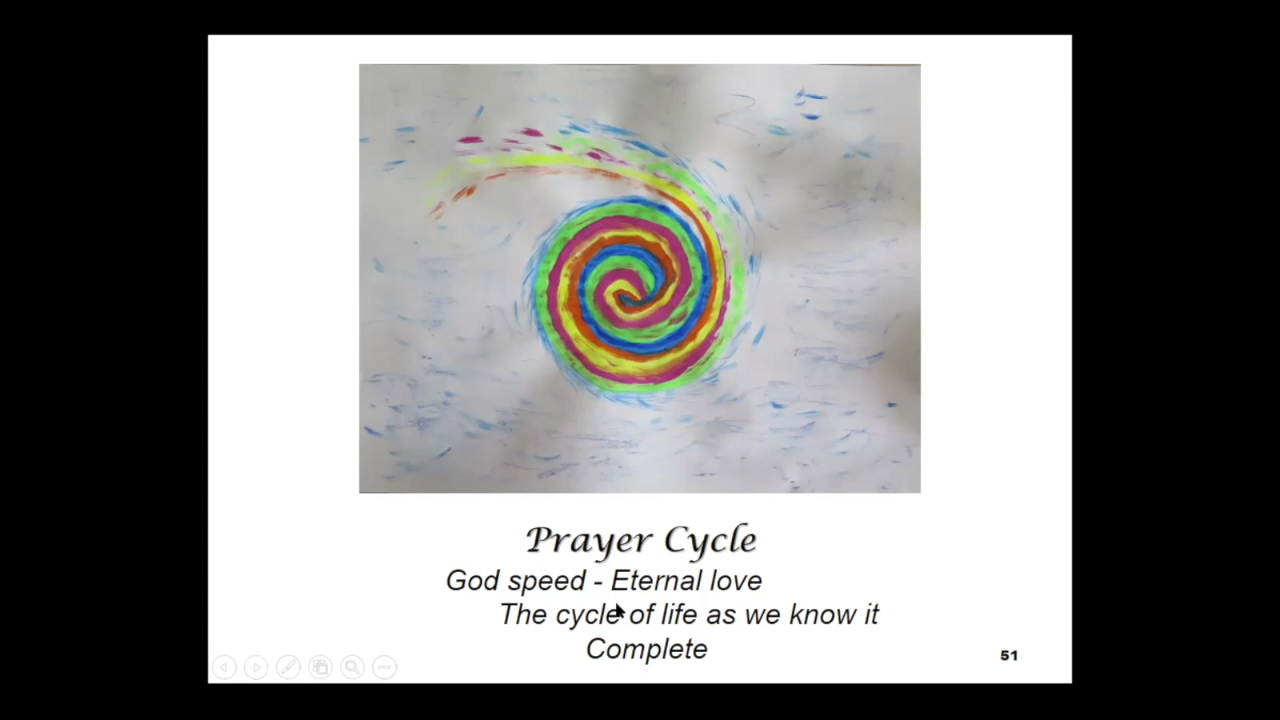 Prayer Cycle
God speed - Eternal love
The cycle of life as we know it
Complete
51